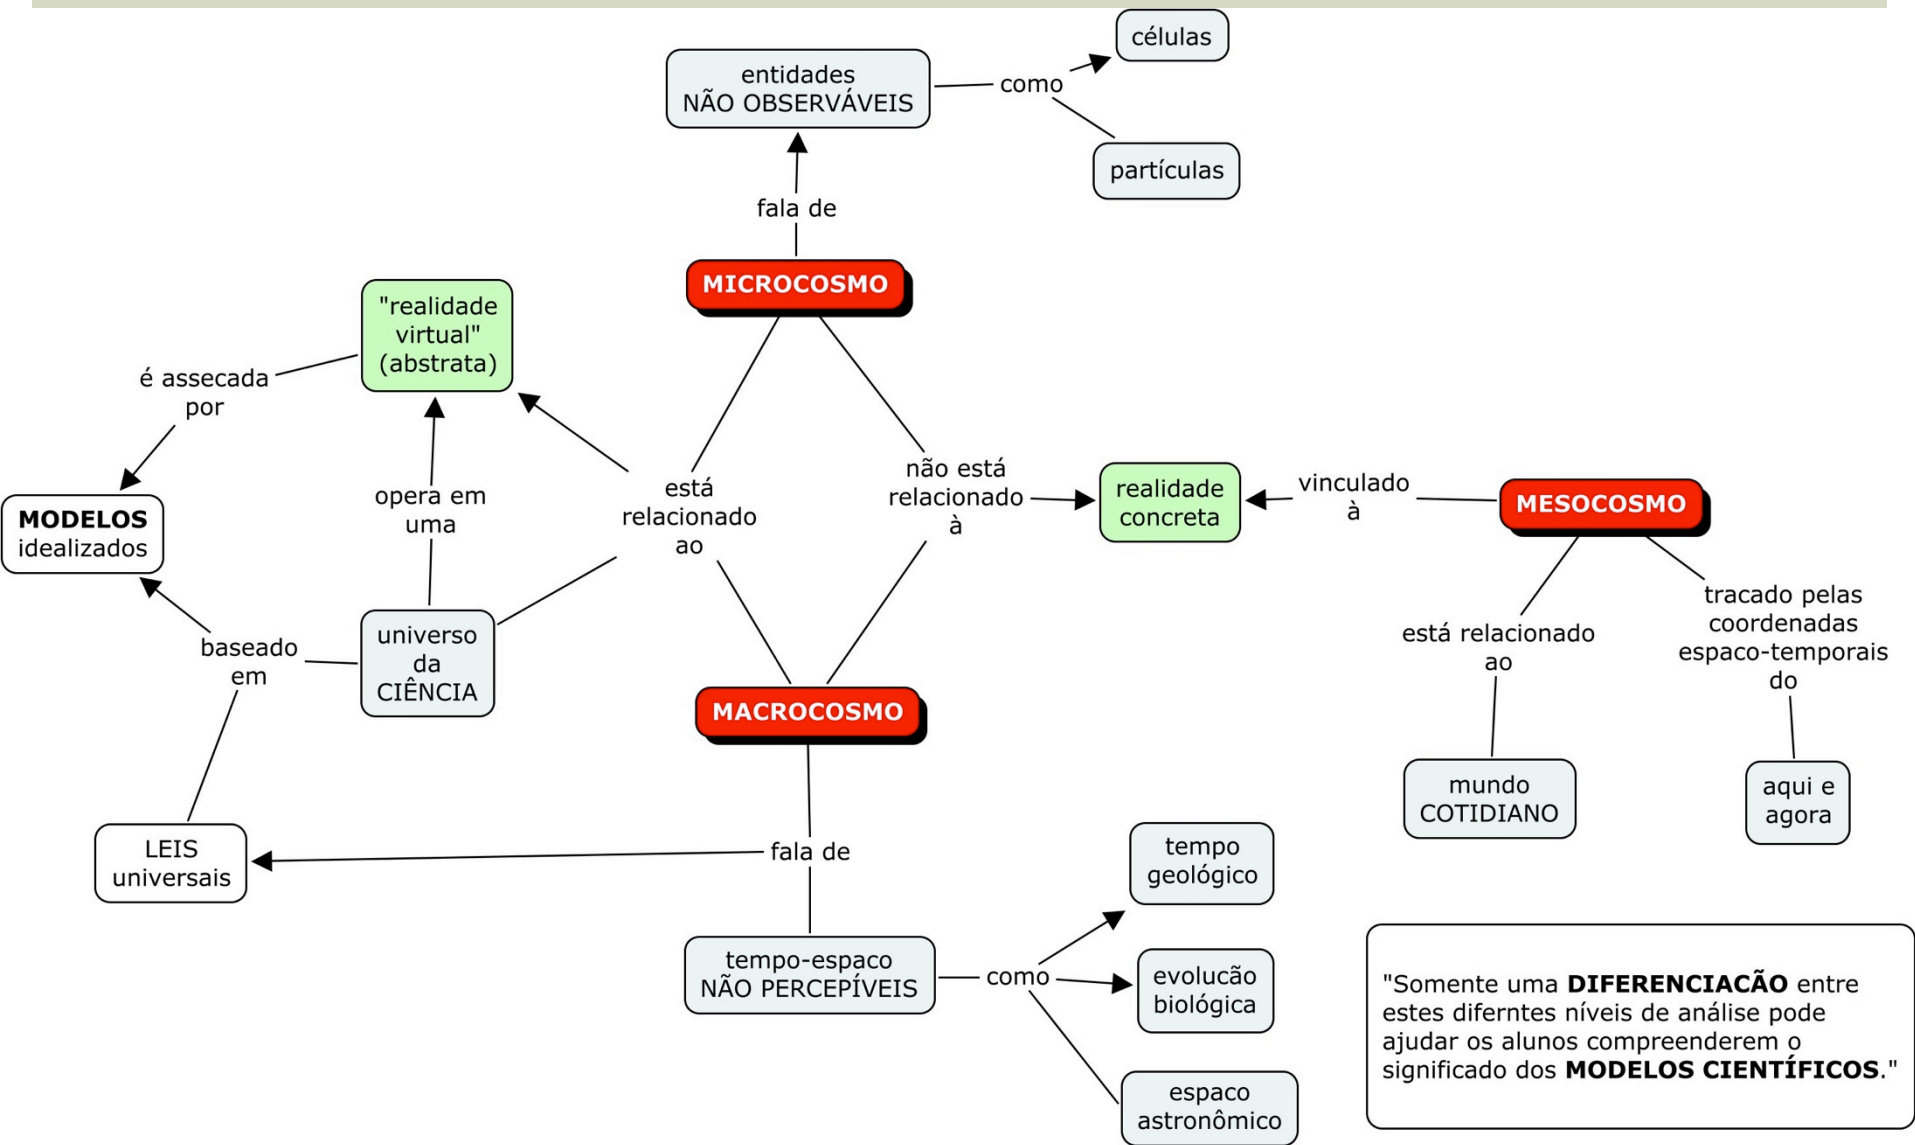 células
entidades
NÃO OBSERVÁVEIS
como
partículas
fala de
MICROCOSMO
"realidade
virtual"
(abstrata)
é assecada
por
opera em
uma
está
relacionado
ao
não está
relacionado
à
realidade
concreta
vinculado
à
MESOCOSMO
MODELOS
idealizados
baseado
em
universo
da
CIÊNCIA
está relacionado
ao
tracado pelas
coordenadas
espaco-temporais
do
MACROCOSMO
mundo
COTIDIANO
aqui e
agora
LEIS
universais
fala de
tempo
geológico
tempo-espaco
NÃO PERCEPÍVEIS
como
evolucão
biológica
espaco
astronômico
"Somente uma DIFERENCIACÃO entre
estes diferntes níveis de análise pode
ajudar os alunos compreenderem o
significado dos MODELOS CIENTÍFICOS."